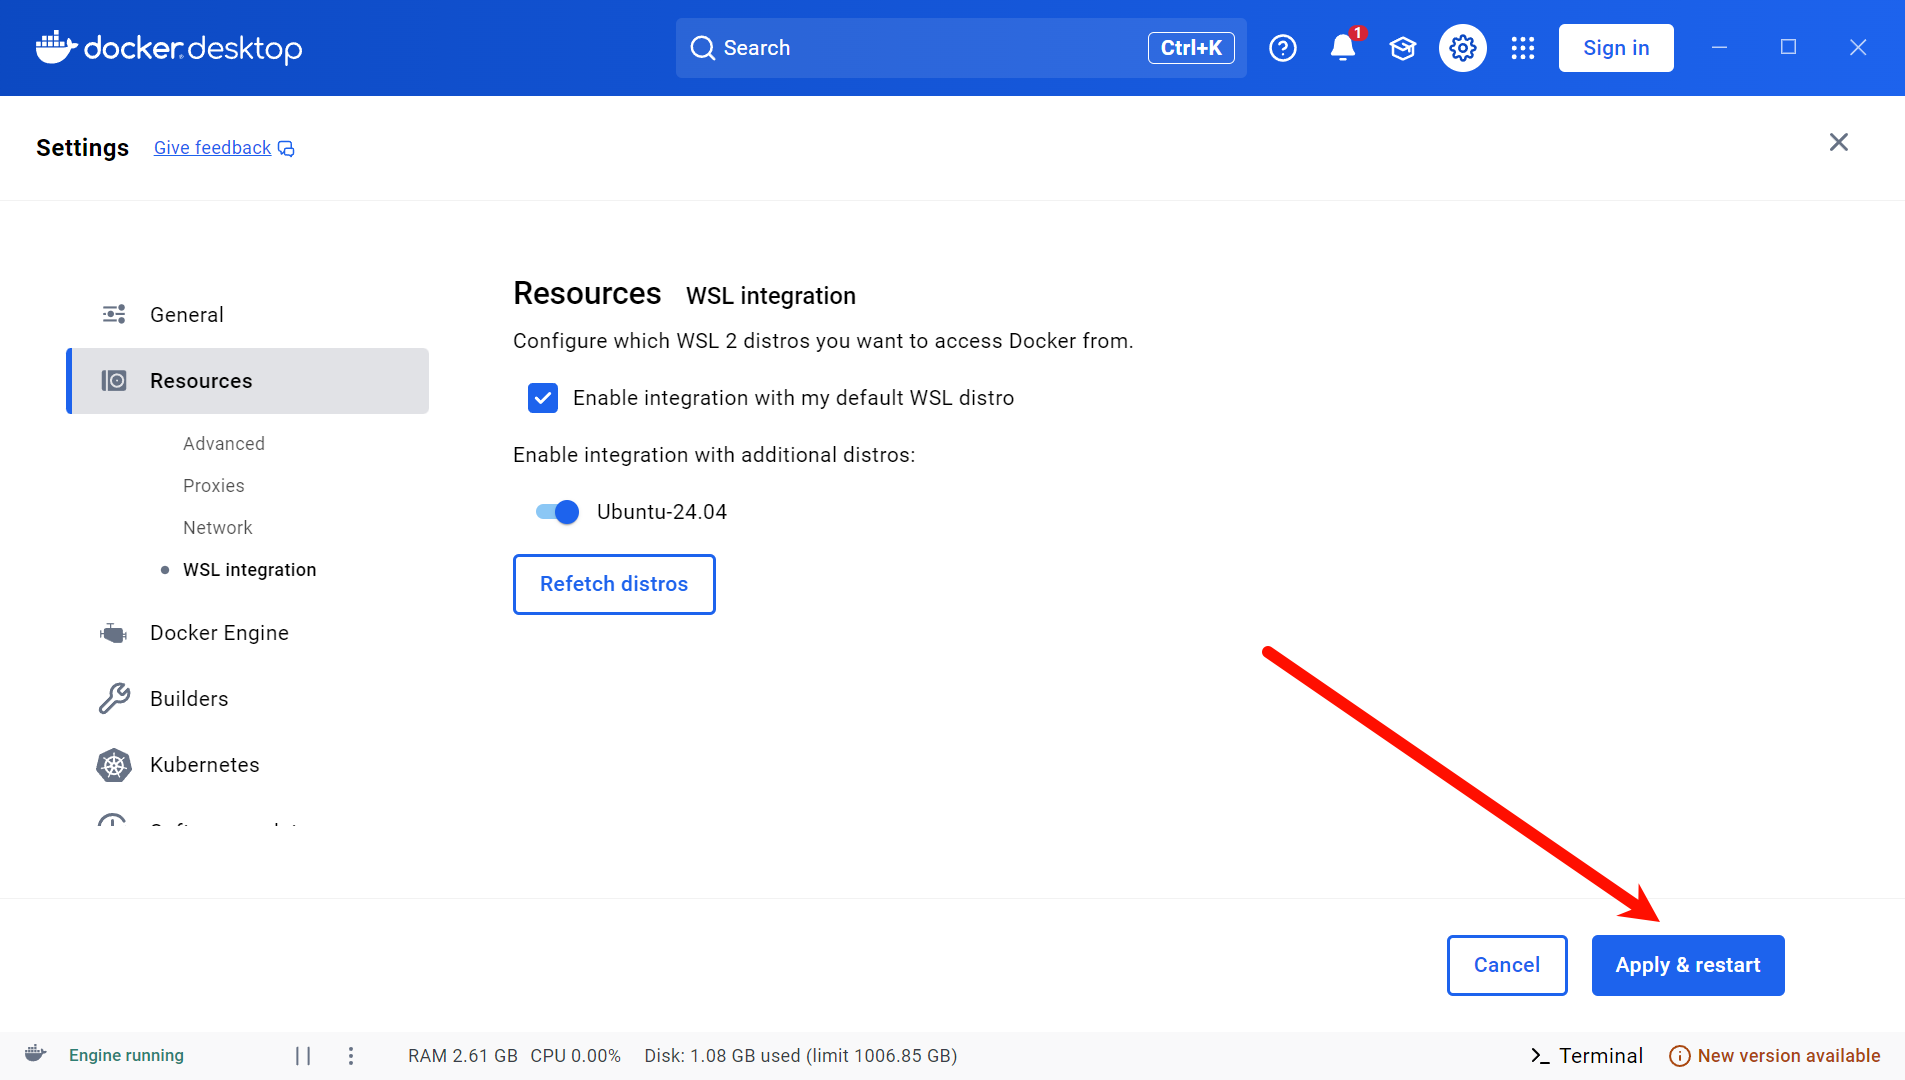 docker desktop
Search
Ctrl+K
1
Sign in
Settings
Give feedback
General
Resources
Advanced
Proxies
Network
WSL integration
Docker Engine
Builders
Kubernetes
Resources WSL integration
Configure which WSL 2 distros you want to access Docker from.
Enable integration with my default WSL distro
Enable integration with additional distros:
Ubuntu-24.04
Refetch distros
Cancel
Apply & restart
Engine running
RAM 2.61 GB CPU 0.00% Disk: 1.08 GB used (limit 1006.85 GB)
Terminal
New version available